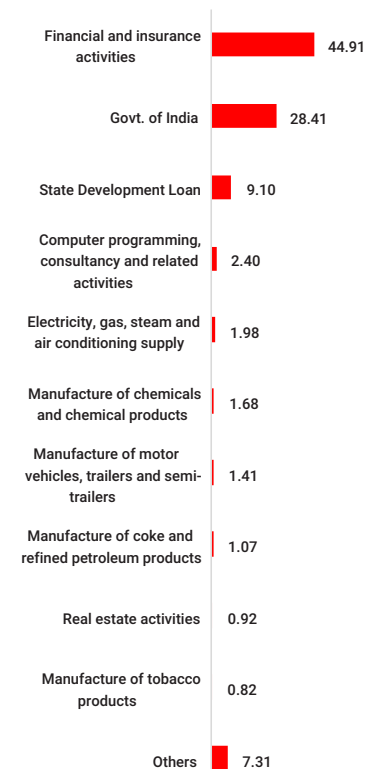 Financial and insurance
activities
44.91
Govt. of India
28.41
State Development Loan
9.10
Computer programming,
consultancy and related
activities
2.40
Electricity, gas, steam and
air conditioning supply
1.98
Manufacture of chemicals
and chemical products
1.68
Manufacture of motor
vehicles, trailers and semi-
trailers
1.41
Manufacture of coke and
refined petroleum products
1.07
Real estate activities
0.92
Manufacture of tobacco
products
0.82
Others
7.31